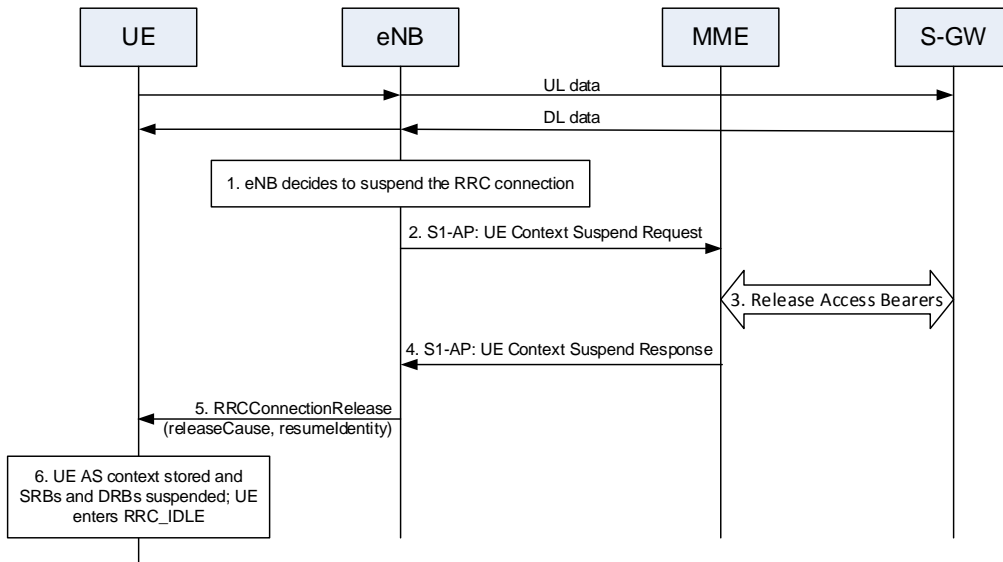 UE
eNB
MME
S-GW
UL data
DL data
1. eNB decides to suspend the RRC connection
2. S1-AP: UE Context Suspend Request
3. Release Access Bearers
4. S1-AP: UE Context Suspend Response
5. RRCConnectionRelease
(releaseCause, resumeIdentity)
6. UE AS context stored and
SRBs and DRBs suspended; UE
enters RRC_IDLE